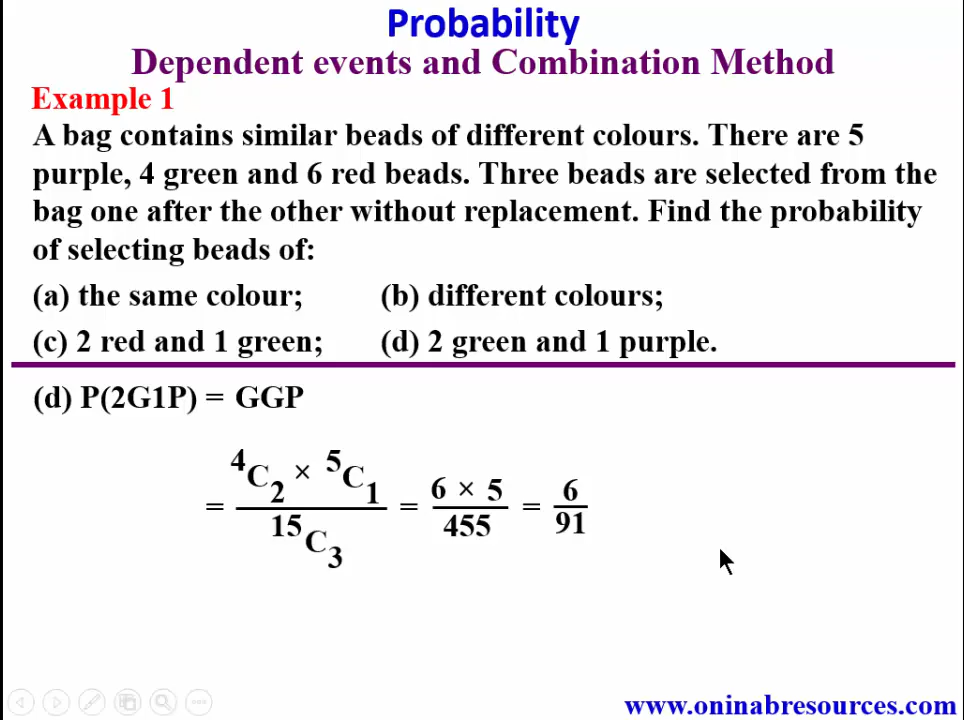 Probability
Dependent events and Combination Method
Example 1
A bag contains similar beads of different colours. There are 5
purple, 4 green and 6 red beads. Three beads are selected from the
bag one after the other without replacement. Find the probability
of selecting beads of:
(a) the same colour; (b) different colours;
(c) 2 red and 1 green; (d) 2 green and 1 purple.
(d) P(2G1P) = GGP
= ⁴C₂ × ⁵C₁ / ¹⁵C₃ = 6 × 5 / 455 = 6 / 91
www.oninabresources.com